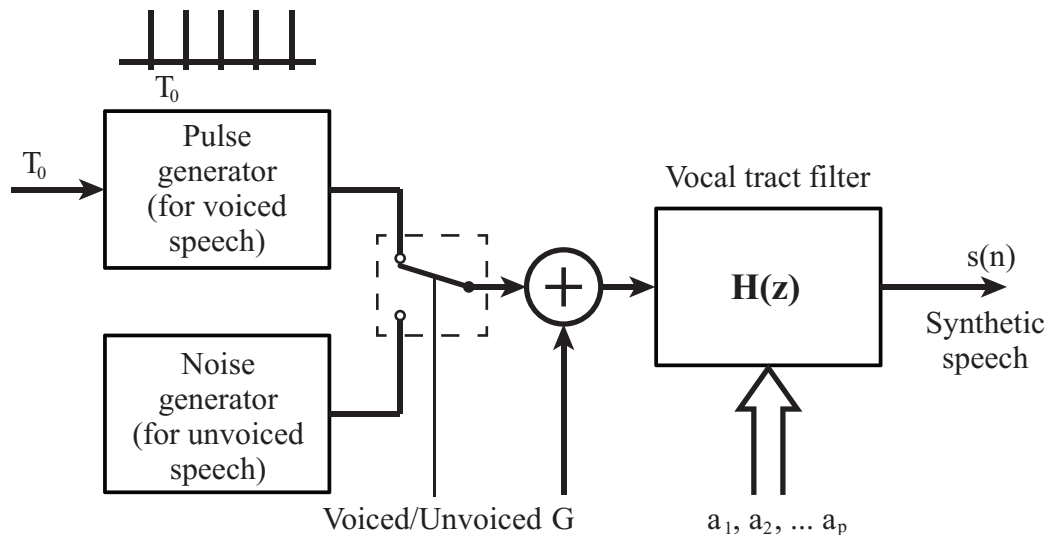 T₀
Pulse
generator
(for voiced
speech)
T₀
Noise
generator
(for unvoiced
speech)
Voiced/Unvoiced G
Vocal tract filter
H(z)
a₁, a₂, ... aₚ
s(n)
Synthetic
speech